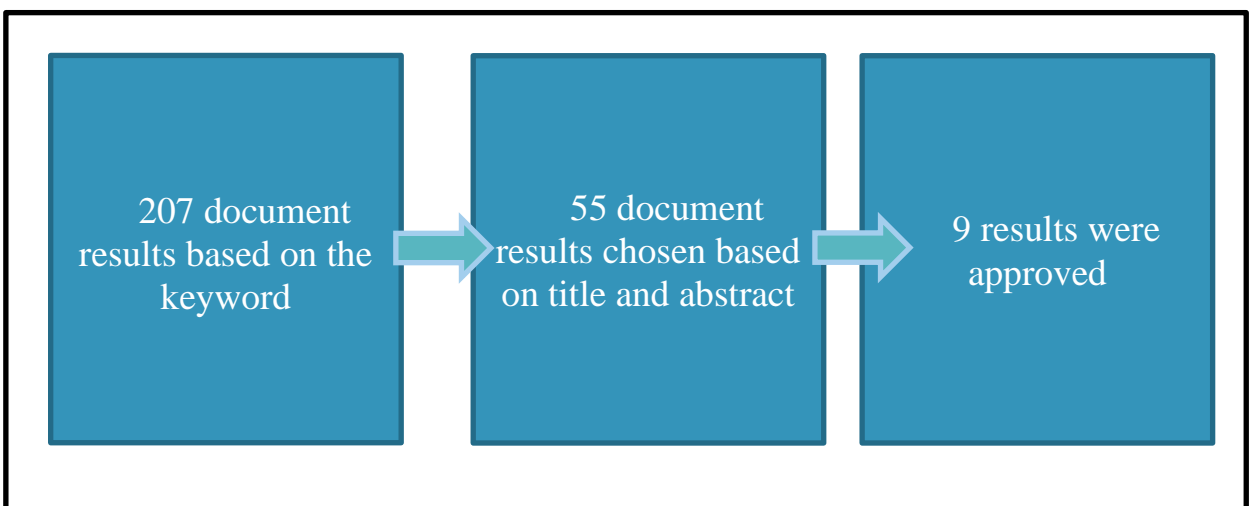 207 document
results based on the
keyword
55 document
results chosen based
on title and abstract
9 results were
approved